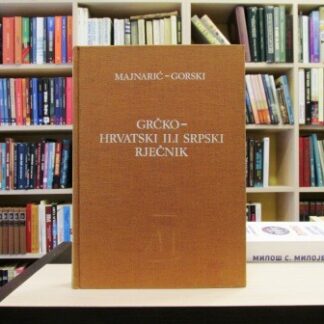 MAJNARIĆ-GORSKI
GRČKO-
HRVATSKI ILI SRPSKI
RJEČNIK
МИЛОШ С. МИЛОЈЕ